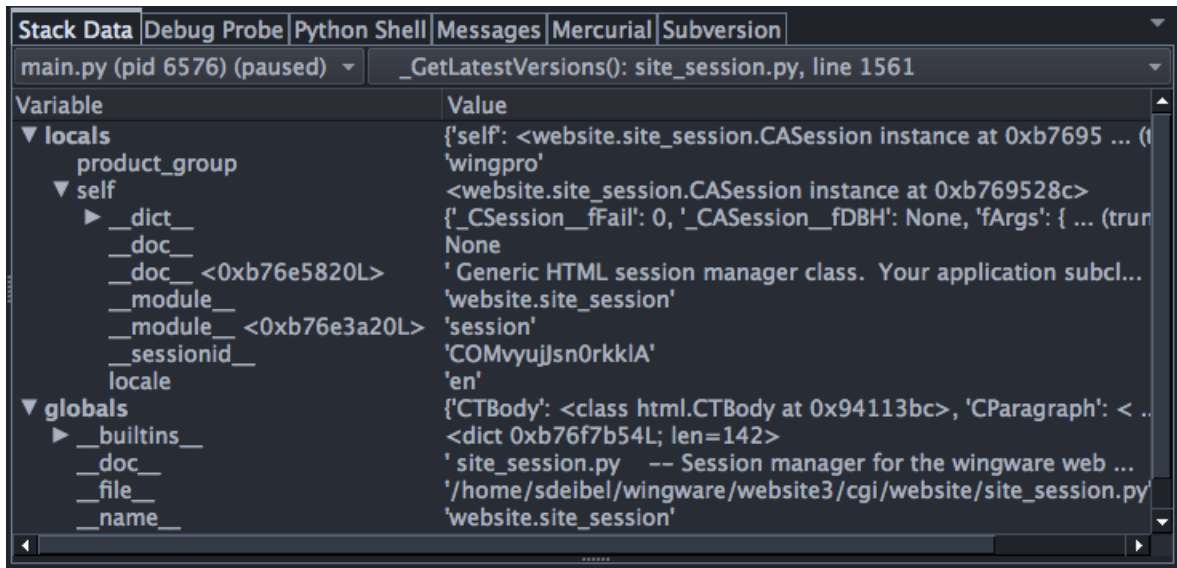 Stack Data Debug Probe Python Shell Messages Mercurial Subversion
main.py (pid 6576) (paused) _GetLatestVersions(): site_session.py, line 1561
Variable Value
locals {'self': <website.site_session.CASession instance at 0xb7695 ... (t
product_group 'wingpro'
self <website.site_session.CASession instance at 0xb769528c>
__dict__ {'_CSession__fFail': 0, '_CASession__fDBH': None, 'fArgs': { ... (trun
__doc__ None
__doc__ <0xb76e5820L> ' Generic HTML session manager class.  Your application subcl...
__module__ 'website.site_session'
__module__ <0xb76e3a20L> 'session'
__sessionid__ 'COMvyujJsn0rkklA'
locale 'en'
globals {'CTBody': <class html.CTBody at 0x94113bc>, 'CParagraph': < ..
__builtins__ <dict 0xb76f7b54L; len=142>
__doc__ ' site_session.py   -- Session manager for the wingware web ...
__file__ '/home/sdeibel/wingware/website3/cgi/website/site_session.py'
__name__ 'website.site_session'